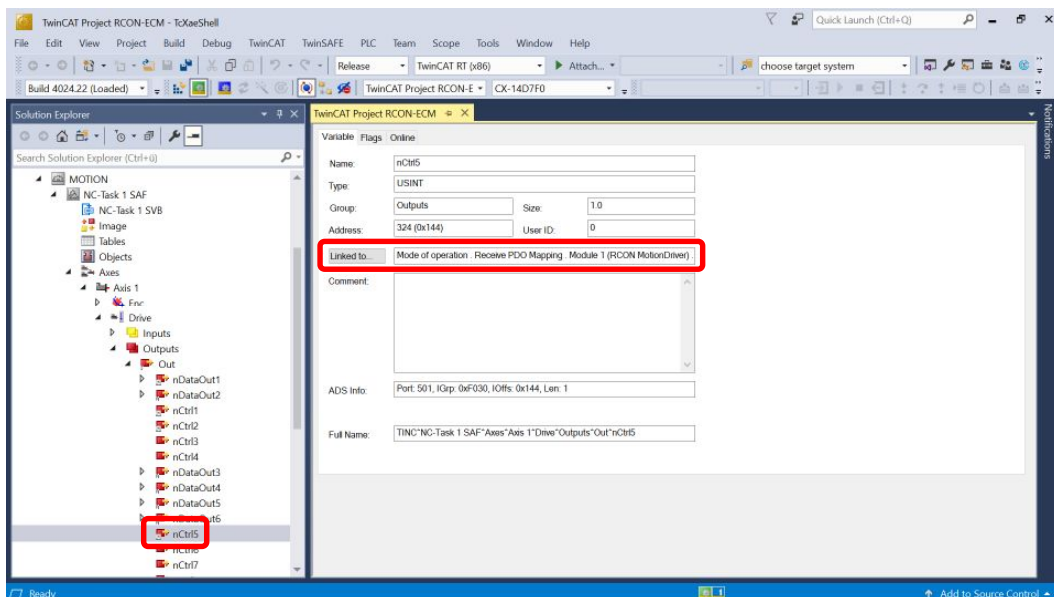 TwinCAT Project RCON-ECM - TcXaeShell
Quick Launch (Ctrl+Q)
File Edit View Project Build Debug TwinCAT TwinSAFE PLC Team Scope Tools Window Help
Release TwinCAT RT (x86) Attach... choose target system
Build 4024.22 (Loaded) TwinCAT Project RCON-E CX-14D7F0
Solution Explorer
Search Solution Explorer (Ctrl+ü)
MOTION
NC-Task 1 SAF
NC-Task 1 SVB
Image
Tables
Objects
Axes
Axis 1
Enc
Drive
Inputs
Outputs
Out
nDataOut1
nDataOut2
nCtrl1
nCtrl2
nCtrl3
nCtrl4
nDataOut3
nDataOut4
nDataOut5
nDataOut6
nCtrl5
nCtrl6
nCtrl7
TwinCAT Project RCON-ECM
Variable Flags Online
Name: nCtrl5
Type: USINT
Group: Outputs Size: 1.0
Address: 324 (0x144) User ID: 0
Linked to... Mode of operation . Receive PDO Mapping . Module 1 (RCON MotionDriver) .
Comment:
ADS Info: Port: 501, IGrp: 0xF030, IOffs: 0x144, Len: 1
Full Name: TINC^NC-Task 1 SAF^Axes^Axis 1^Drive^Outputs^Out^nCtrl5
Notifications
Ready
1
Add to Source Control